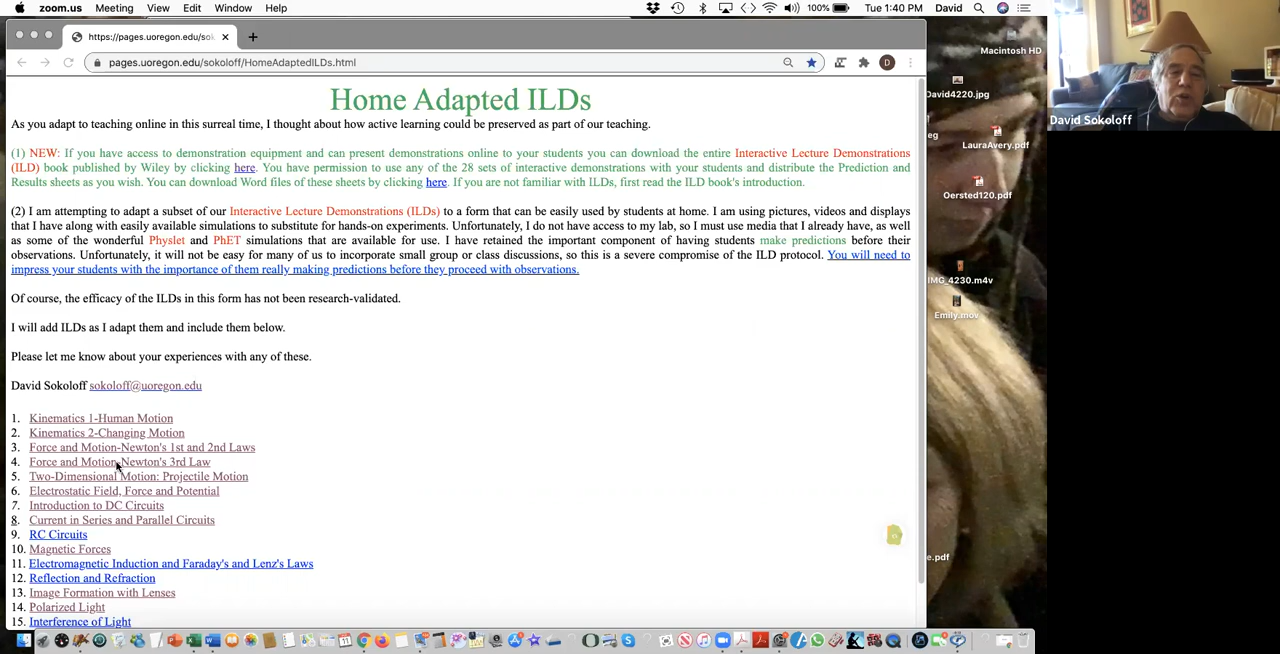 zoom.us Meeting View Edit Window Help 100% Tue 1:40 PM David
https://pages.uoregon.edu/sol
pages.uoregon.edu/sokoloff/HomeAdaptedILDs.html D
Home Adapted ILDs
As you adapt to teaching online in this surreal time, I thought about how active learning could be preserved as part of our teaching.
(1) NEW: If you have access to demonstration equipment and can present demonstrations online to your students you can download the entire Interactive Lecture Demonstrations
(ILD) book published by Wiley by clicking here. You have permission to use any of the 28 sets of interactive demonstrations with your students and distribute the Prediction and
Results sheets as you wish. You can download Word files of these sheets by clicking here. If you are not familiar with ILDs, first read the ILD book's introduction.
(2) I am attempting to adapt a subset of our Interactive Lecture Demonstrations (ILDs) to a form that can be easily used by students at home. I am using pictures, videos and displays
that I have along with easily available simulations to substitute for hands-on experiments. Unfortunately, I do not have access to my lab, so I must use media that I already have, as well
as some of the wonderful Physlet and PhET simulations that are available for use. I have retained the important component of having students make predictions before their
observations. Unfortunately, it will not be easy for many of us to incorporate small group or class discussions, so this is a severe compromise of the ILD protocol. You will need to
impress your students with the importance of them really making predictions before they proceed with observations.
Of course, the efficacy of the ILDs in this form has not been research-validated.
I will add ILDs as I adapt them and include them below.
Please let me know about your experiences with any of these.
David Sokoloff sokoloff@uoregon.edu
1. Kinematics 1-Human Motion
2. Kinematics 2-Changing Motion
3. Force and Motion-Newton's 1st and 2nd Laws
4. Force and Motion-Newton's 3rd Law
5. Two-Dimensional Motion: Projectile Motion
6. Electrostatic Field, Force and Potential
7. Introduction to DC Circuits
8. Current in Series and Parallel Circuits
9. RC Circuits
10. Magnetic Forces
11. Electromagnetic Induction and Faraday's and Lenz's Laws
12. Reflection and Refraction
13. Image Formation with Lenses
14. Polarized Light
15. Interference of Light
Macintosh HD
David4220.jpg
eg
LauraAvery.pdf
Oersted120.pdf
IMG_4230.m4v
Emily.mov
e.pdf
David Sokoloff